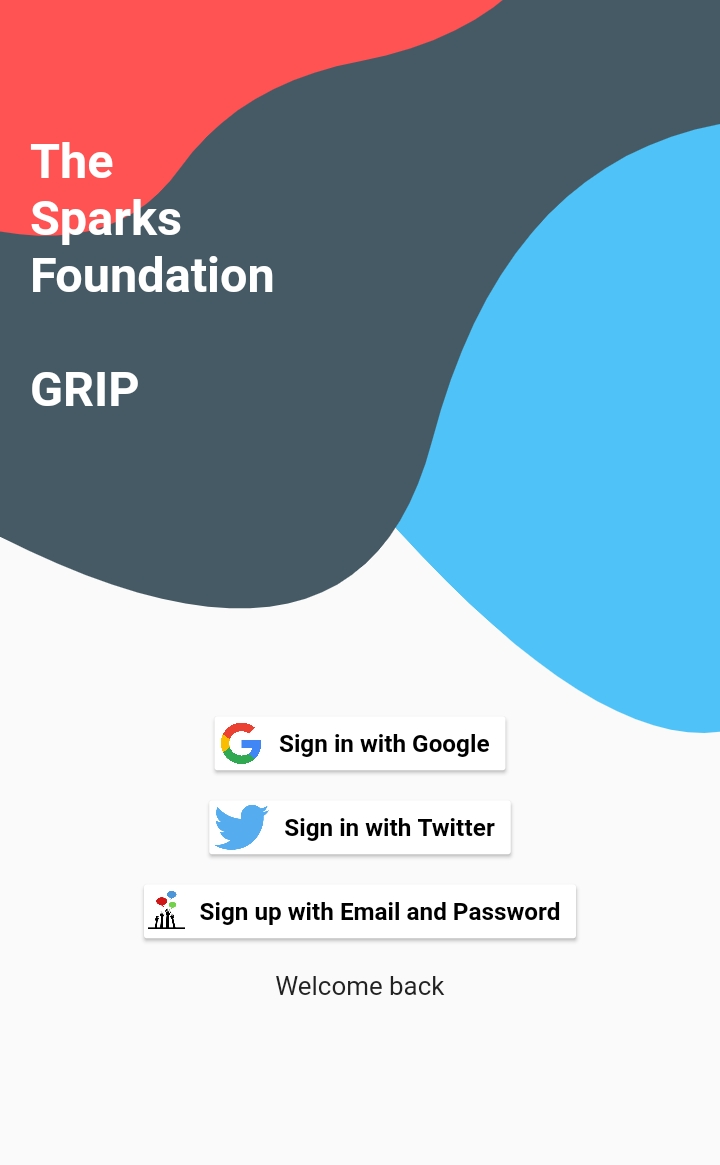 The
Sparks
Foundation
GRIP
Sign in with Google
Sign in with Twitter
Sign up with Email and Password
Welcome back